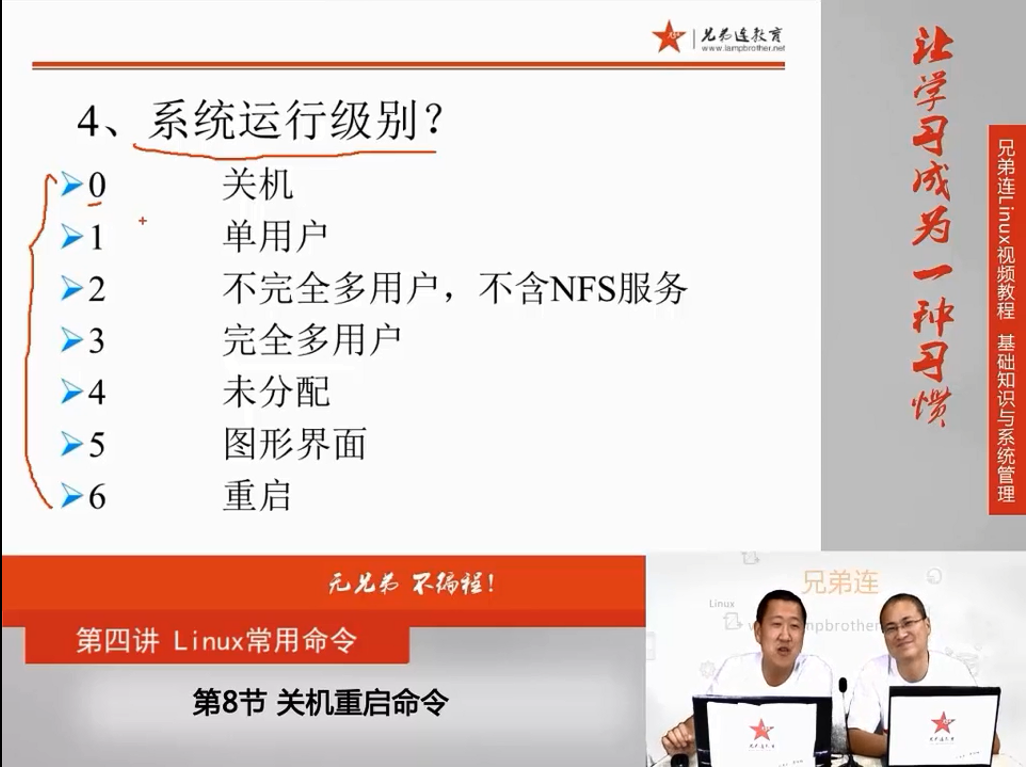 兄弟连教育
www.lampbrother.net
4、系统运行级别?
0 关机
1 单用户
2 不完全多用户，不含NFS服务
3 完全多用户
4 未分配
5 图形界面
6 重启
让学习成为一种习惯
兄弟连Linux视频教程 基础知识与系统管理
无兄弟 不编程!
第四讲 Linux常用命令
第8节 关机重启命令
兄弟连
Linux